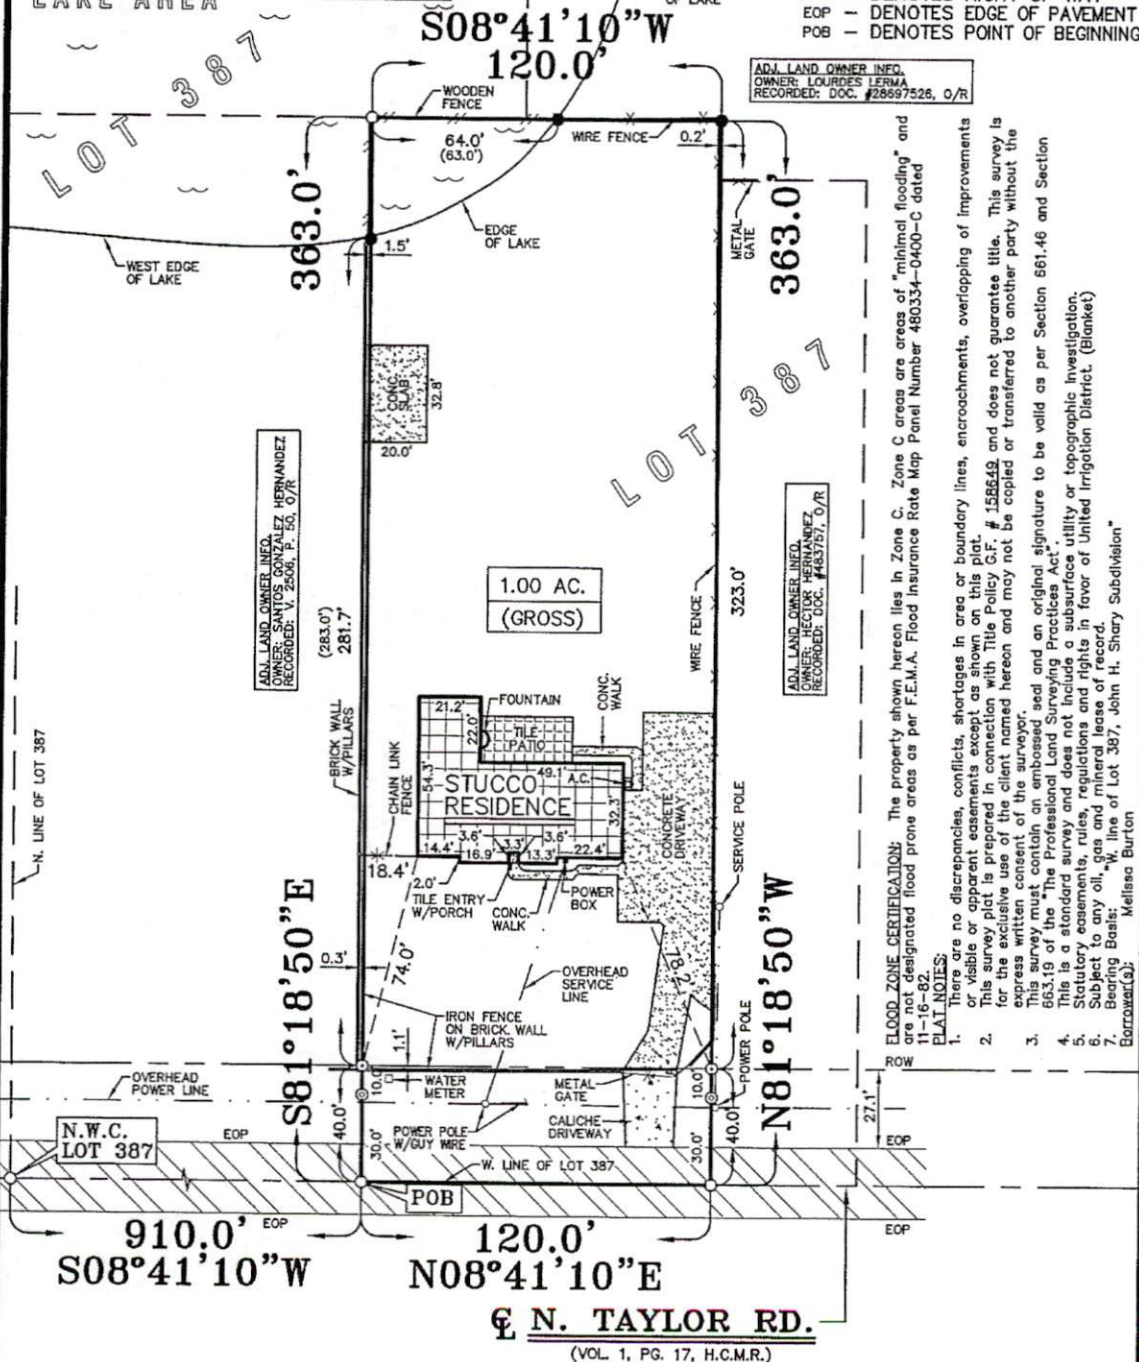 LAKE AREA
OF LAKE
EOP – DENOTES EDGE OF PAVEMENT
POB – DENOTES POINT OF BEGINNING
S08°41'10"W
120.0'
ADJ. LAND OWNER INFO.
OWNER: LOURDES LERMA
RECORDED: DOC. #28697526, O/R
LOT 387
WOODEN
FENCE
64.0'
(63.0')
WIRE FENCE
0.2'
363.0'
EDGE
OF LAKE
METAL
GATE
363.0'
WEST EDGE
OF LAKE
1.5'
CONC.
SLAB
32.8'
20.0'
LOT 387
ADJ. LAND OWNER INFO.
OWNER: SANTOS GONZALEZ HERNANDEZ
RECORDED: V. 2506, P. 50, O/R
1.00 AC.
(GROSS)
(283.0')
281.7'
WIRE FENCE
323.0'
ADJ. LAND OWNER INFO.
OWNER: HECTOR HERNANDEZ
RECORDED: DOC. #483757, O/R
N. LINE OF LOT 387
BRICK WALL
W/PILLARS
CHAIN LINK
FENCE
21.2'
22.0'
FOUNTAIN
TILE
PATIO
CONC.
WALK
54.3'
49.1'
A.C.
STUCCO
RESIDENCE
32.3'
3.6'
3.3'
3.6'
14.4'
16.9'
13.3'
22.4'
18.4'
2.0'
TILE ENTRY
W/PORCH
CONC.
WALK
POWER
BOX
CONCRETE
DRIVEWAY
SERVICE POLE
S81°18'50"E
0.3'
74.0'
OVERHEAD
SERVICE
LINE
78.2'
N81°18'50"W
IRON FENCE
ON BRICK WALL
W/PILLARS
1.1'
POWER POLE
ROW
OVERHEAD
POWER LINE
10.0'
WATER
METER
METAL
GATE
10.0'
27.1'
40.0'
POWER POLE
W/GUY WIRE
CALICHE
DRIVEWAY
40.0'
N.W.C.
LOT 387
EOP
30.0'
W. LINE OF LOT 387
30.0'
EOP
POB
EOP
EOP
910.0'
S08°41'10"W
120.0'
N08°41'10"E
℄ N. TAYLOR RD.
(VOL. 1, PG. 17, H.C.M.R.)
FLOOD ZONE CERTIFICATION: The property shown hereon lies in Zone C. Zone C areas are areas of "minimal flooding" and
are not designated flood prone areas as per F.E.M.A. Flood Insurance Rate Map Panel Number 480334-0400-C dated
11-16-82.
PLAT NOTES:
1. There are no discrepancies, conflicts, shortages in area or boundary lines, encroachments, overlapping of improvements
or visible or apparent easements except as shown on this plat.
2. This survey plat is prepared in connection with Title Policy G.F. # 158649 and does not guarantee title. This survey is
for the exclusive use of the client named hereon and may not be copied or transferred to another party without the
express written consent of the surveyor.
3. This survey must contain an embossed seal and an original signature to be valid as per Section 661.46 and Section
663.19 of the "The Professional Land Surveying Practices Act".
4. This is a standard survey and does not include a subsurface utility or topographic investigation.
5. Statutory easements, rules, regulations and rights in favor of United Irrigation District. (Blanket)
6. Subject to any oil, gas and mineral lease of record.
7. Bearing Basis: "W. line of Lot 387, John H. Shary Subdivision"
Borrower(s): Melissa Burton